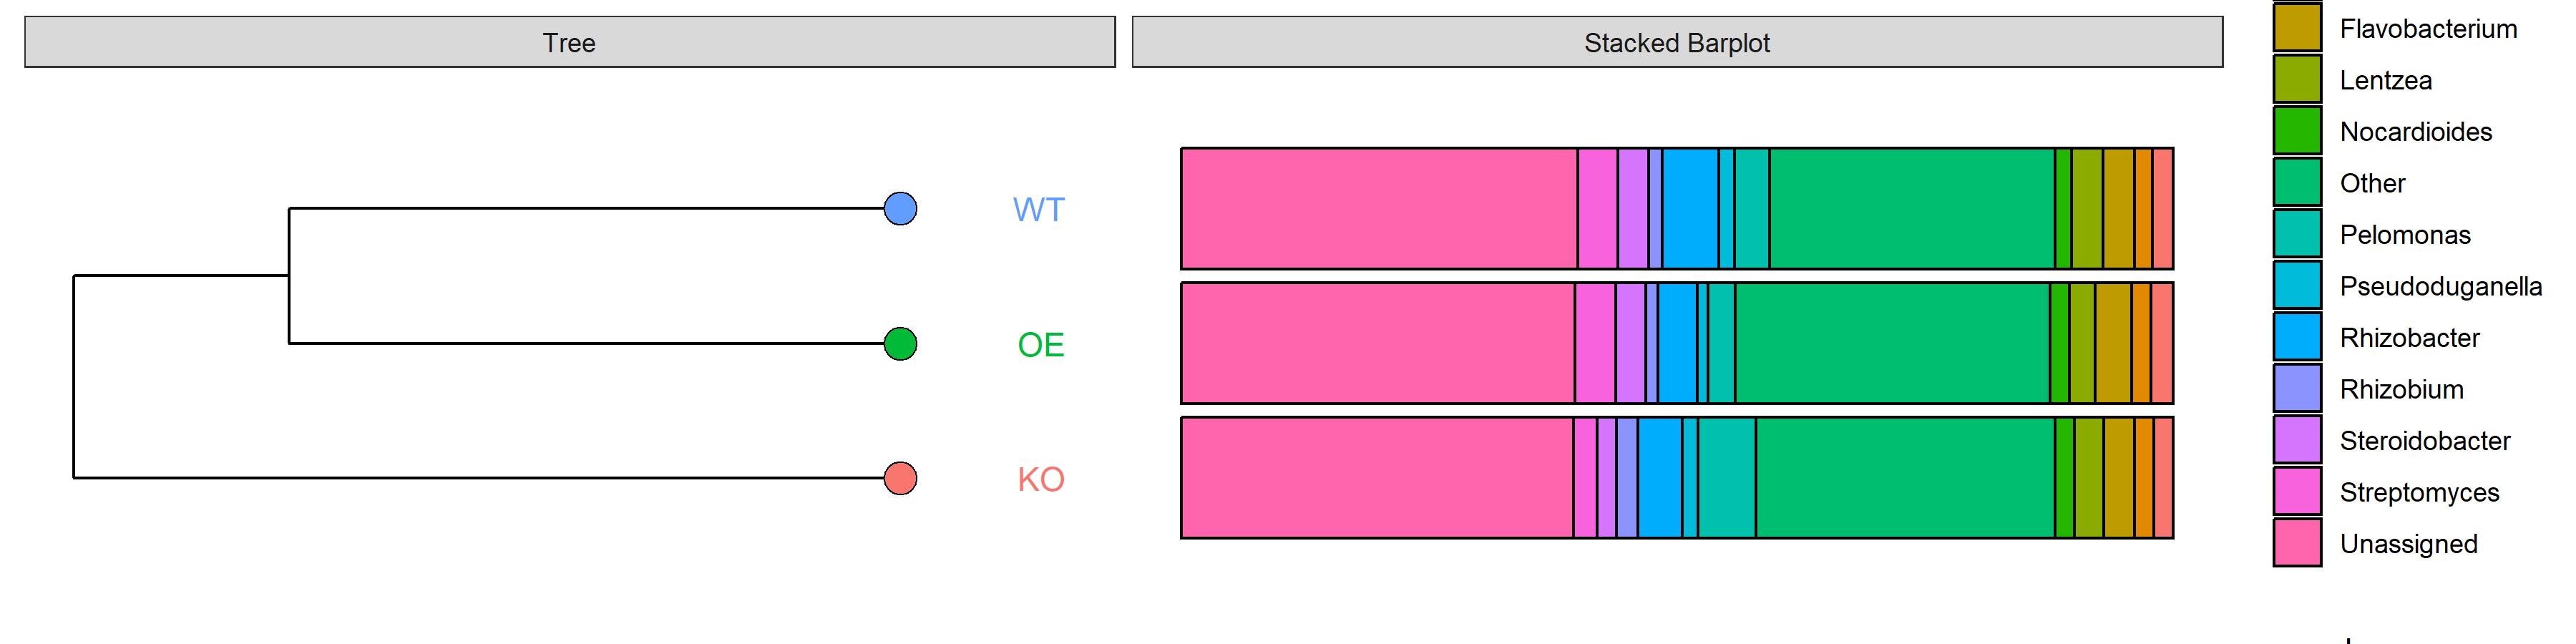 Tree
Stacked Barplot
WT
OE
KO
Flavobacterium
Lentzea
Nocardioides
Other
Pelomonas
Pseudoduganella
Rhizobacter
Rhizobium
Steroidobacter
Streptomyces
Unassigned